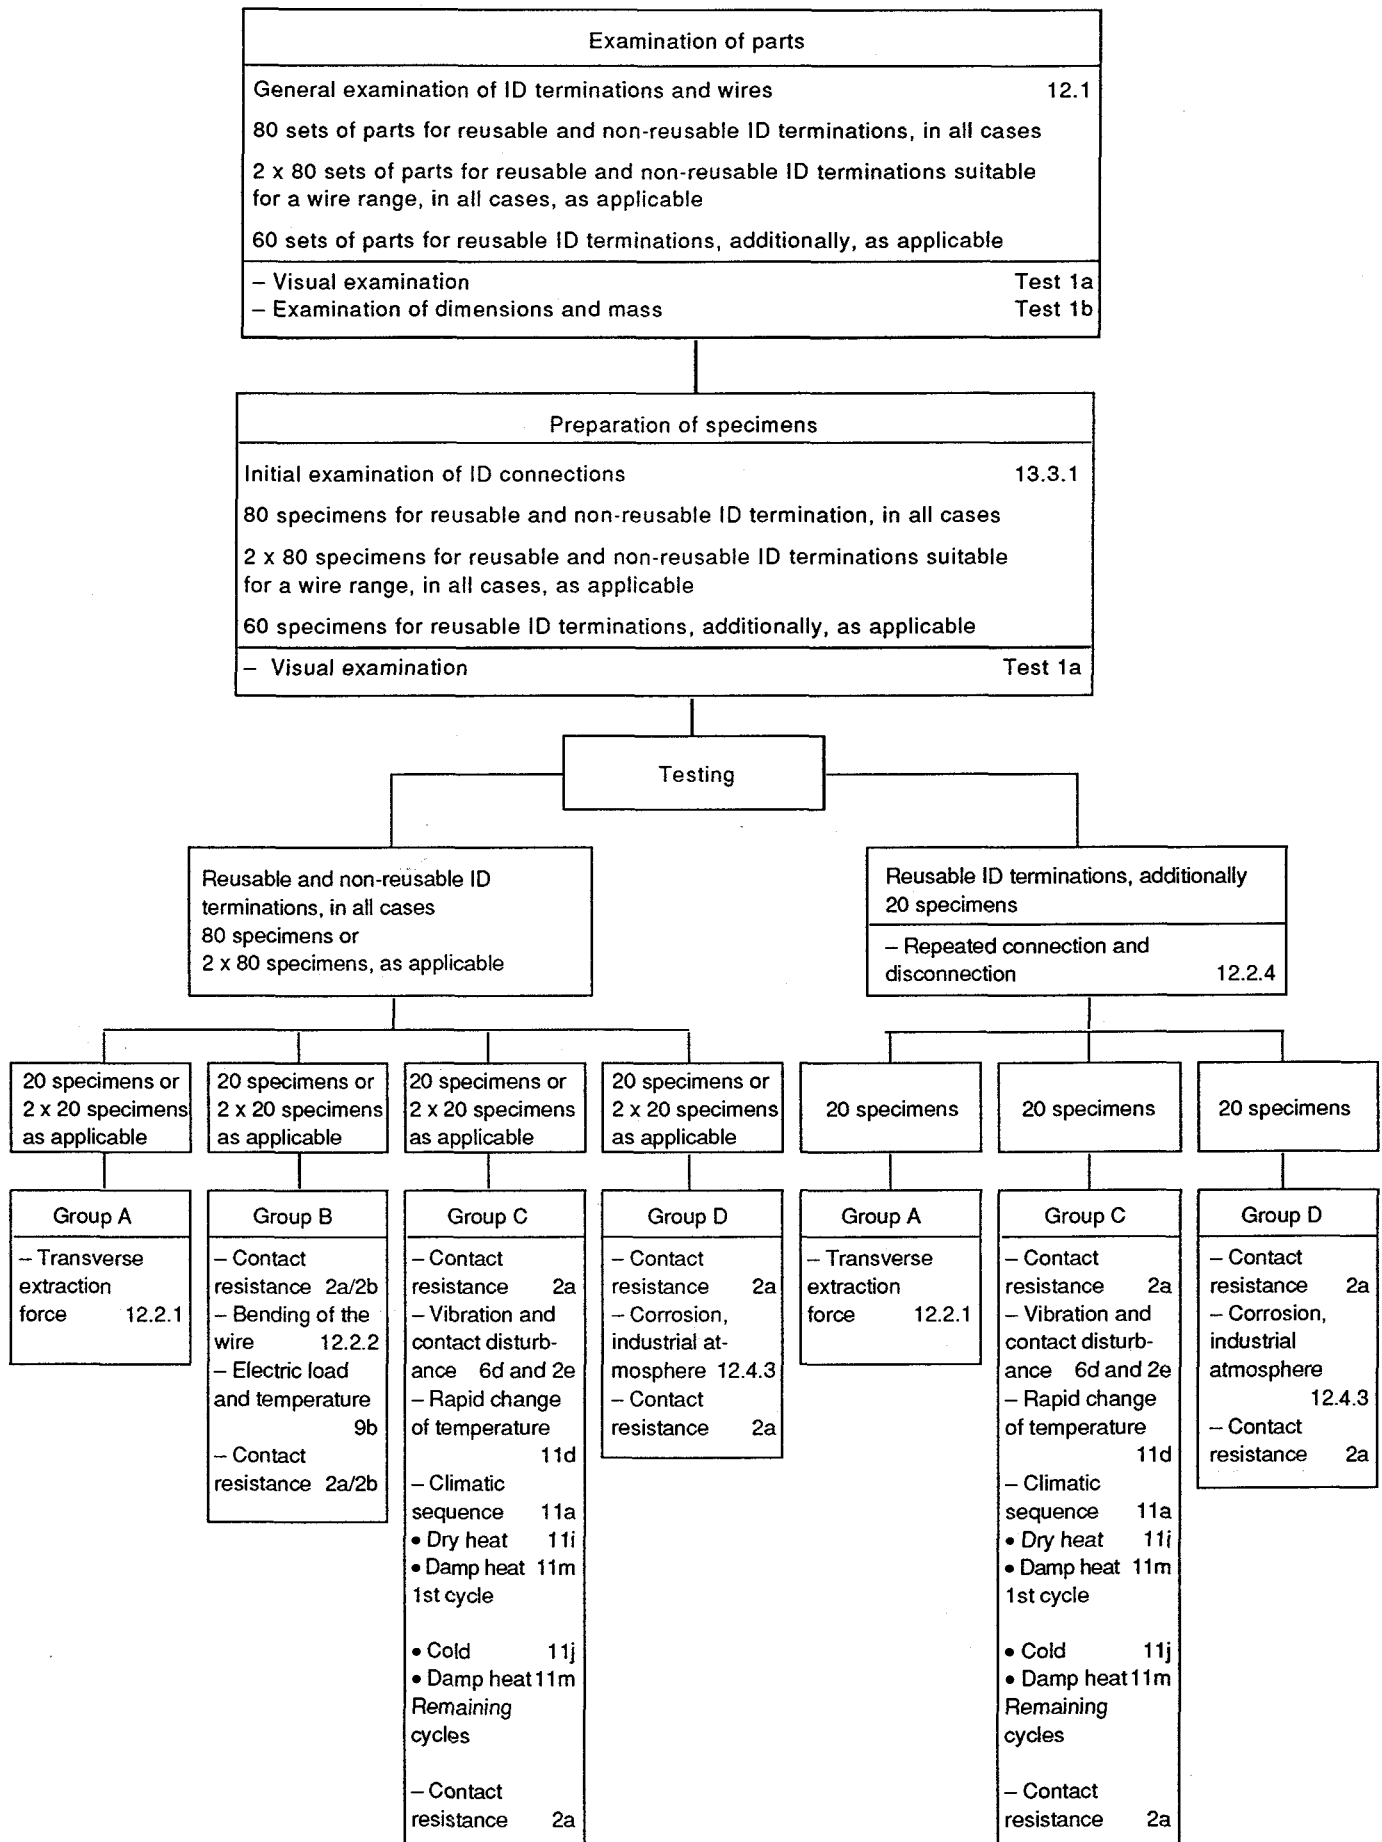 Examination of parts
General examination of ID terminations and wires 12.1
80 sets of parts for reusable and non-reusable ID terminations, in all cases
2 x 80 sets of parts for reusable and non-reusable ID terminations suitable
for a wire range, in all cases, as applicable
60 sets of parts for reusable ID terminations, additionally, as applicable
– Visual examination Test 1a
– Examination of dimensions and mass Test 1b
Preparation of specimens
Initial examination of ID connections 13.3.1
80 specimens for reusable and non-reusable ID termination, in all cases
2 x 80 specimens for reusable and non-reusable ID terminations suitable
for a wire range, in all cases, as applicable
60 specimens for reusable ID terminations, additionally, as applicable
– Visual examination Test 1a
Testing
Reusable and non-reusable ID
terminations, in all cases
80 specimens or
2 x 80 specimens, as applicable
Reusable ID terminations, additionally
20 specimens
– Repeated connection and
disconnection 12.2.4
20 specimens or
2 x 20 specimens
as applicable
20 specimens or
2 x 20 specimens
as applicable
20 specimens or
2 x 20 specimens
as applicable
20 specimens or
2 x 20 specimens
as applicable
20 specimens
20 specimens
20 specimens
Group A
– Transverse
extraction
force 12.2.1
Group B
– Contact
resistance 2a/2b
– Bending of the
wire 12.2.2
– Electric load
and temperature
9b
– Contact
resistance 2a/2b
Group C
– Contact
resistance 2a
– Vibration and
contact disturb-
ance 6d and 2e
– Rapid change
of temperature
11d
– Climatic
sequence 11a
• Dry heat 11i
• Damp heat 11m
1st cycle
• Cold 11j
• Damp heat 11m
Remaining
cycles
– Contact
resistance 2a
Group D
– Contact
resistance 2a
– Corrosion,
industrial at-
mosphere 12.4.3
– Contact
resistance 2a
Group A
– Transverse
extraction
force 12.2.1
Group C
– Contact
resistance 2a
– Vibration and
contact disturb-
ance 6d and 2e
– Rapid change
of temperature
11d
– Climatic
sequence 11a
• Dry heat 11i
• Damp heat 11m
1st cycle
• Cold 11j
• Damp heat 11m
Remaining
cycles
– Contact
resistance 2a
Group D
– Contact
resistance 2a
– Corrosion,
industrial
atmosphere
12.4.3
– Contact
resistance 2a